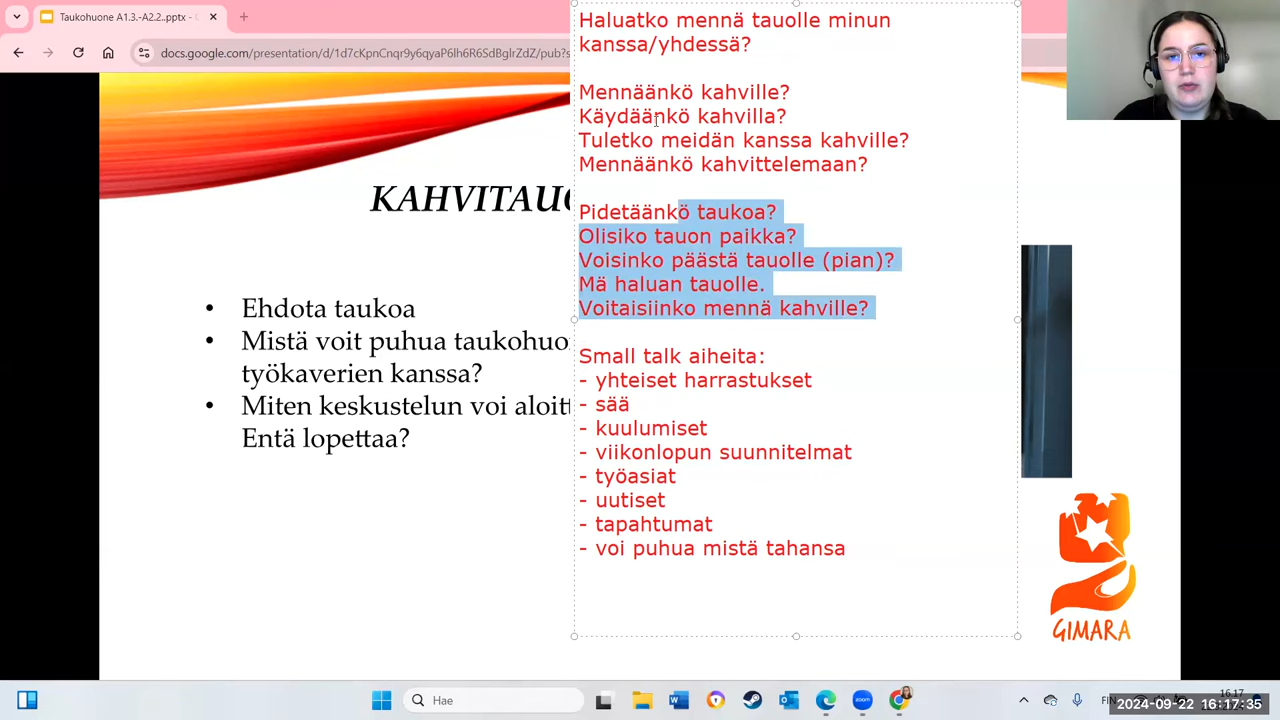 Taukohuone A1.3.-A2.2..pptx - G
docs.google.com/presentation/d/1d7cKpnCnqr9y6qyaP6lh6R6SdBglrZdZ/pub?s
Haluatko mennä tauolle minun
kanssa/yhdessä?
Mennäänkö kahville?
Käydäänkö kahvilla?
Tuletko meidän kanssa kahville?
Mennäänkö kahvittelemaan?
Pidetäänkö taukoa?
Olisiko tauon paikka?
Voisinko päästä tauolle (pian)?
Mä haluan tauolle.
Voitaisiinko mennä kahville?
Small talk aiheita:
- yhteiset harrastukset
- sää
- kuulumiset
- viikonlopun suunnitelmat
- työasiat
- uutiset
- tapahtumat
- voi puhua mistä tahansa
KAHVITAUO
• Ehdota taukoa
• Mistä voit puhua taukohuo
työkaverien kanssa?
• Miten keskustelun voi aloit
Entä lopettaa?
GIMARA
Hae
FIN
16.17
2024-09-22 16:17:35